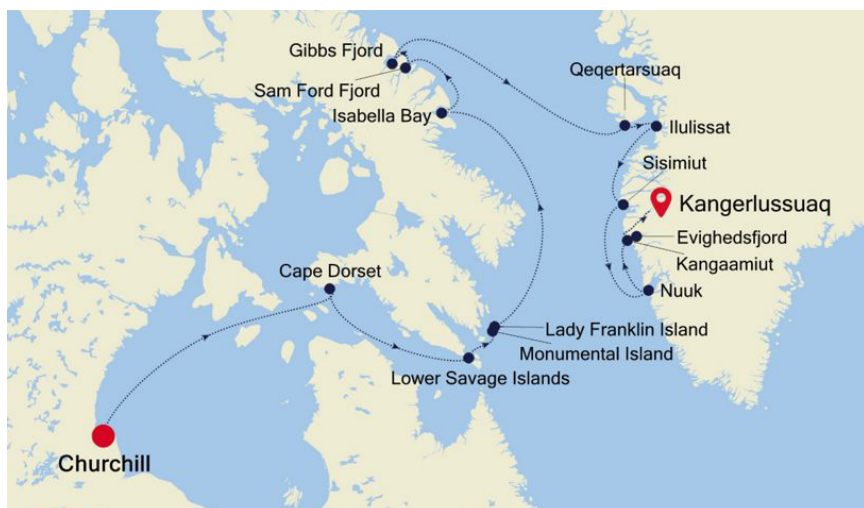 Gibbs Fjord
Sam Ford Fjord
Isabella Bay
Qeqertarsuaq
Ilulissat
Sisimiut
Kangerlussuaq
Evighedsfjord
Kangaamiut
Nuuk
Cape Dorset
Lady Franklin Island
Monumental Island
Lower Savage Islands
Churchill